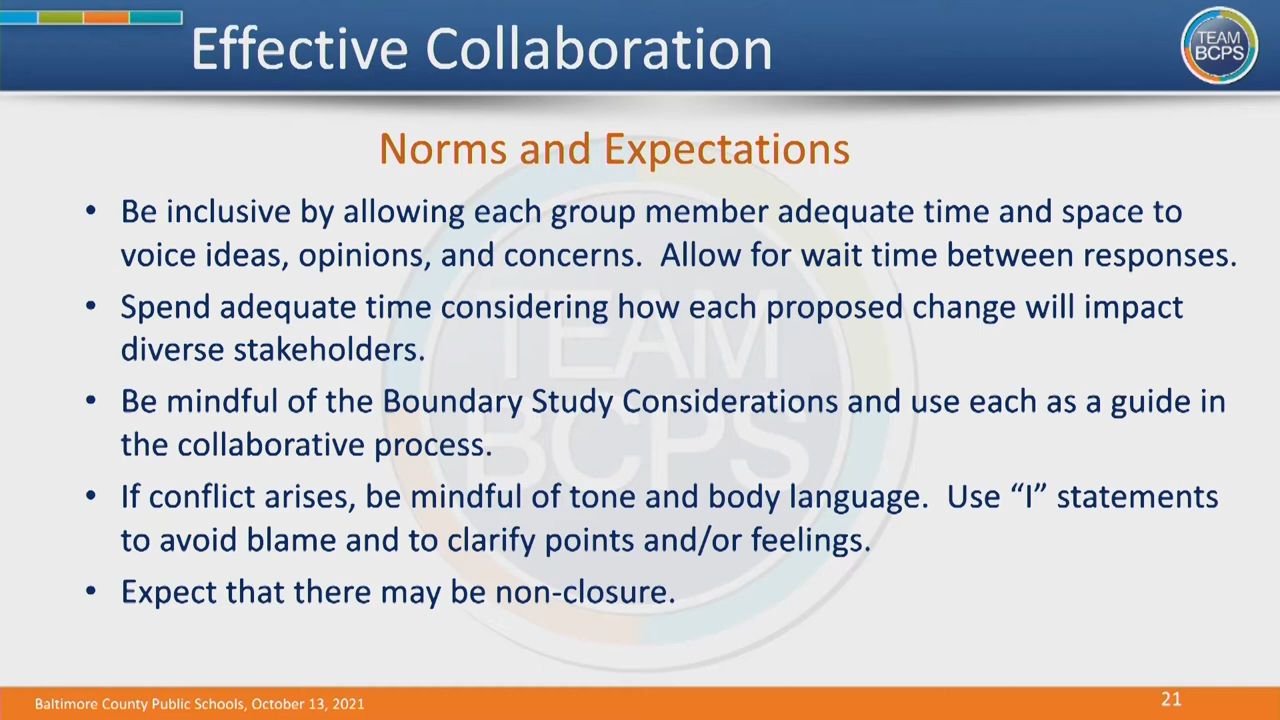 Effective Collaboration
TEAM
BCPS
Norms and Expectations
• Be inclusive by allowing each group member adequate time and space to
voice ideas, opinions, and concerns.  Allow for wait time between responses.
• Spend adequate time considering how each proposed change will impact
diverse stakeholders.
• Be mindful of the Boundary Study Considerations and use each as a guide in
the collaborative process.
• If conflict arises, be mindful of tone and body language.  Use “I” statements
to avoid blame and to clarify points and/or feelings.
• Expect that there may be non-closure.
TEAM
BCPS
Baltimore County Public Schools, October 13, 2021
21